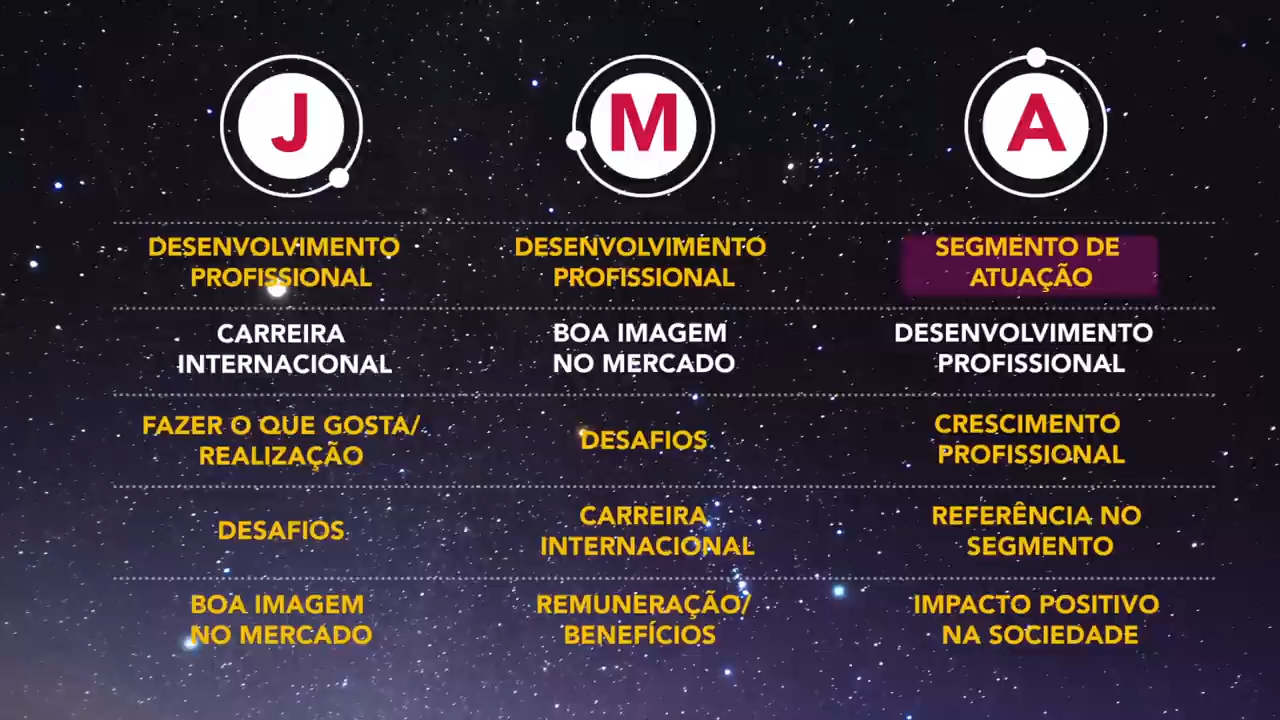 J
M
A
DESENVOLVIMENTO
PROFISSIONAL
DESENVOLVIMENTO
PROFISSIONAL
SEGMENTO DE
ATUAÇÃO
CARREIRA
INTERNACIONAL
BOA IMAGEM
NO MERCADO
DESENVOLVIMENTO
PROFISSIONAL
FAZER O QUE GOSTA/
REALIZAÇÃO
DESAFIOS
CRESCIMENTO
PROFISSIONAL
DESAFIOS
CARREIRA
INTERNACIONAL
REFERÊNCIA NO
SEGMENTO
BOA IMAGEM
NO MERCADO
REMUNERAÇÃO/
BENEFÍCIOS
IMPACTO POSITIVO
NA SOCIEDADE